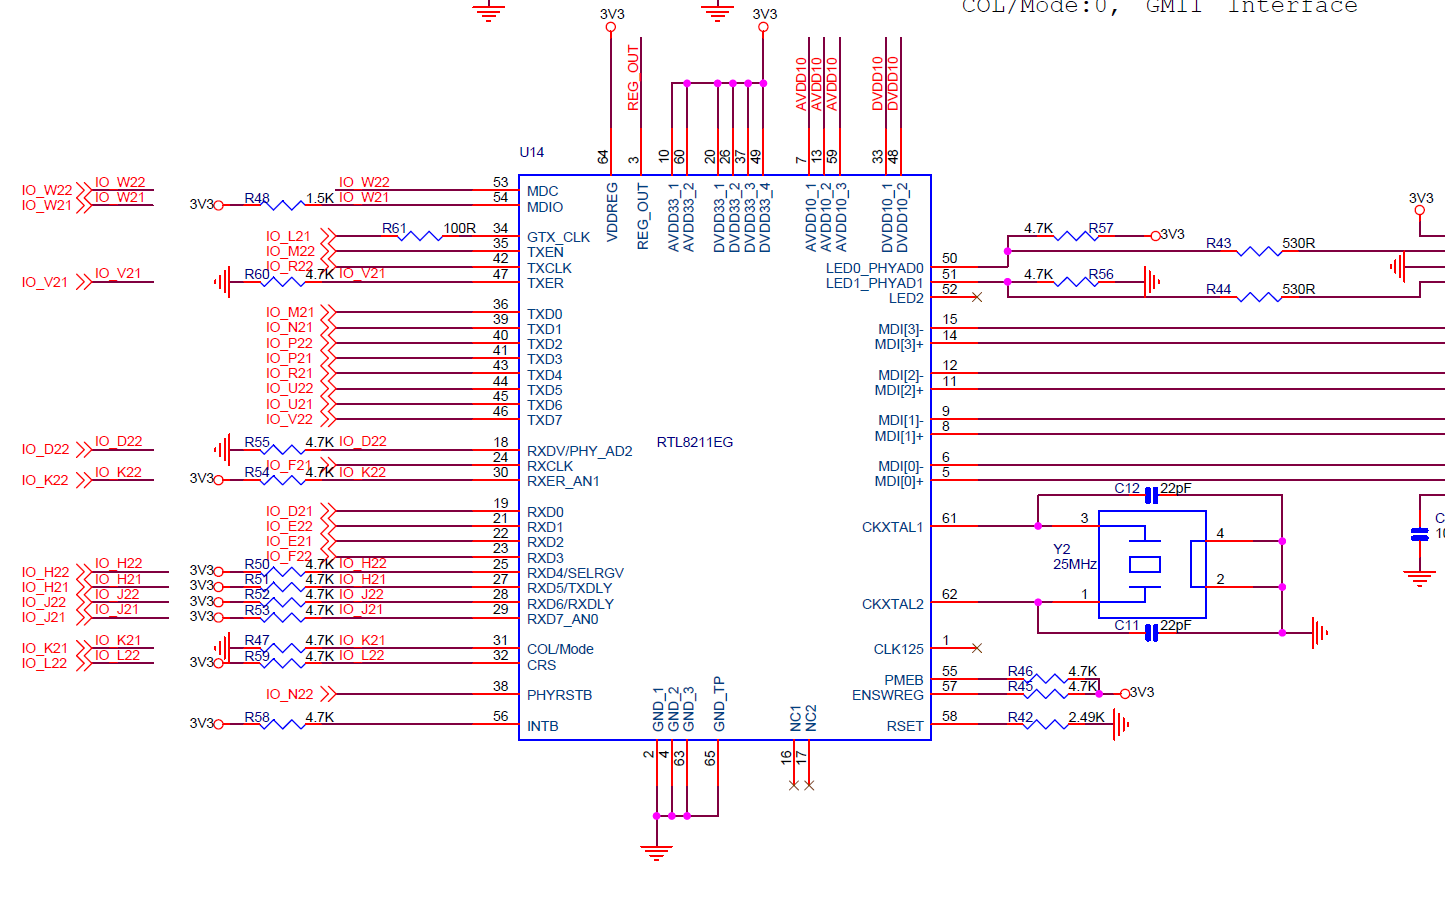 COL/Mode:0, GMII Interface
3V3
3V3
REG_OUT
AVDD10
AVDD10
AVDD10
DVDD10
DVDD10
U14
64
3
10
60
20
26
37
49
7
13
59
33
48
VDDREG
REG_OUT
AVDD33_1
AVDD33_2
DVDD33_1
DVDD33_2
DVDD33_3
DVDD33_4
AVDD10_1
AVDD10_2
AVDD10_3
DVDD10_1
DVDD10_2
IO_W22 IO_W22 IO_W22 53 MDC
IO_W21 IO_W21 3V3 R48 1.5K IO_W21 54 MDIO
IO_L21 R61 100R 34 GTX_CLK
IO_M22 35 TXEN
IO_R22 42 TXCLK
IO_V21 IO_V21 R60 4.7K IO_V21 47 TXER
IO_M21 36 TXD0
IO_N21 39 TXD1
IO_P22 40 TXD2
IO_P21 41 TXD3
IO_R21 43 TXD4
IO_U22 44 TXD5
IO_U21 45 TXD6
IO_V22 46 TXD7
IO_D22 IO_D22 R55 4.7K IO_D22 18 RXDV/PHY_AD2
IO_F21 24 RXCLK
IO_K22 IO_K22 3V3 R54 4.7K IO_K22 30 RXER_AN1
IO_D21 19 RXD0
IO_E22 21 RXD1
IO_E21 22 RXD2
IO_F22 23 RXD3
IO_H22 IO_H22 3V3 R50 4.7K IO_H22 25 RXD4/SELRGV
IO_H21 IO_H21 3V3 R51 4.7K IO_H21 27 RXD5/TXDLY
IO_J22 IO_J22 3V3 R52 4.7K IO_J22 28 RXD6/RXDLY
IO_J21 IO_J21 3V3 R53 4.7K IO_J21 29 RXD7_AN0
IO_K21 IO_K21 R47 4.7K IO_K21 31 COL/Mode
IO_L22 IO_L22 3V3 R59 4.7K IO_L22 32 CRS
IO_N22 38 PHYRSTB
3V3 R58 4.7K 56 INTB
RTL8211EG
3V3
4.7K R57 3V3
R43 530R
LED0_PHYAD0 50
LED1_PHYAD1 51 4.7K R56
LED2 52 R44 530R
MDI[3]- 15
MDI[3]+ 14
MDI[2]- 12
MDI[2]+ 11
MDI[1]- 9
MDI[1]+ 8
MDI[0]- 6
MDI[0]+ 5
C12 22pF
CKXTAL1 61 3 4
Y2
25MHz
CKXTAL2 62 1 2
C11 22pF
CLK125 1
PMEB 55 R46 4.7K
ENSWREG 57 R45 4.7K 3V3
RSET 58 R42 2.49K
GND_1
GND_2
GND_3
GND_TP
NC1
NC2
2
4
63
65
16
17